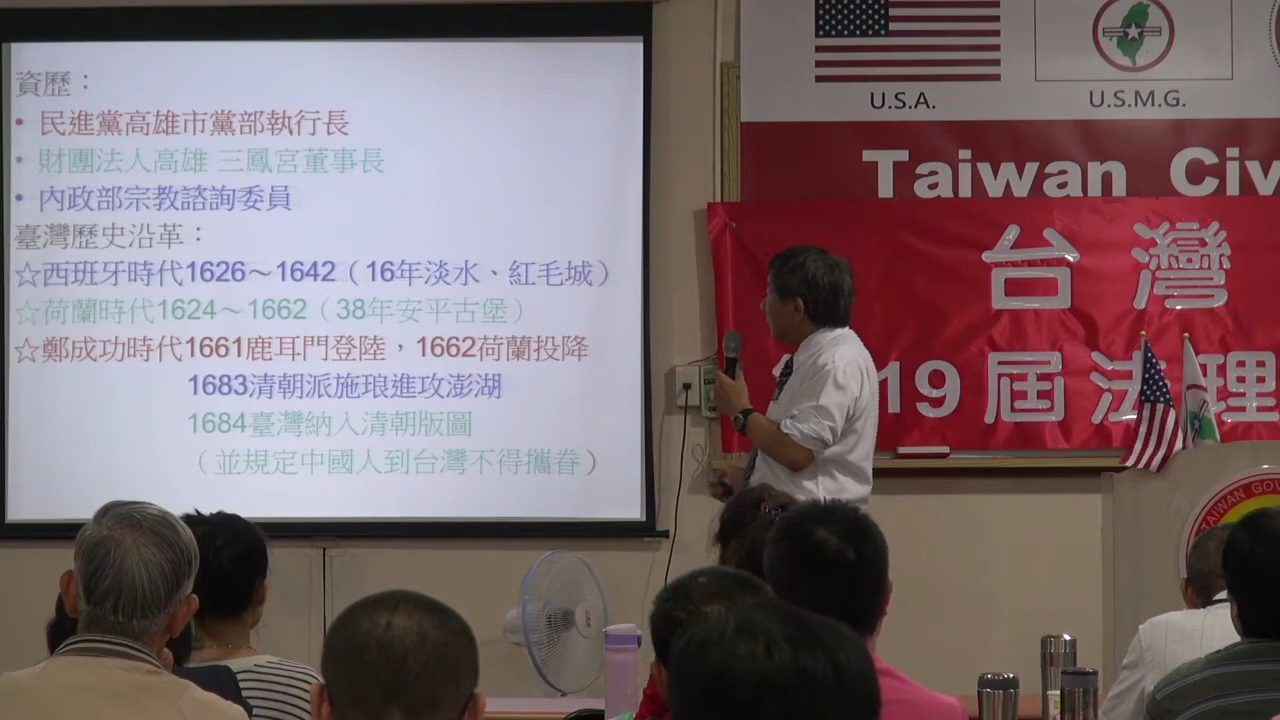 資歷：
• 民進黨高雄市黨部執行長
• 財團法人高雄 三鳳宮董事長
• 內政部宗教諮詢委員
臺灣歷史沿革：
☆西班牙時代1626～1642（16年淡水、紅毛城）
☆荷蘭時代1624～1662（38年安平古堡）
☆鄭成功時代1661鹿耳門登陸，1662荷蘭投降
1683清朝派施琅進攻澎湖
1684臺灣納入清朝版圖
（並規定中國人到台灣不得攜眷）
U.S.A.
U.S.M.G.
Taiwan Civ
台灣
19屆法理
TAIWAN GOV